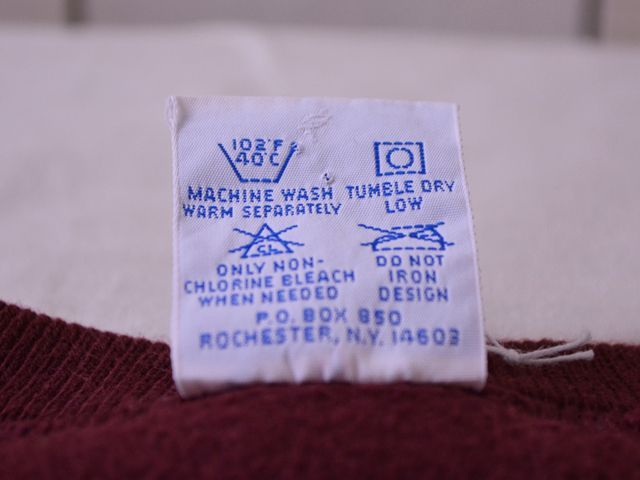 102°F
40°C
MACHINE WASH
WARM SEPARATELY
TUMBLE DRY
LOW
CL
ONLY NON-
CHLORINE BLEACH
WHEN NEEDED
DO NOT
IRON
DESIGN
P.O. BOX 850
ROCHESTER, N.Y. 14603